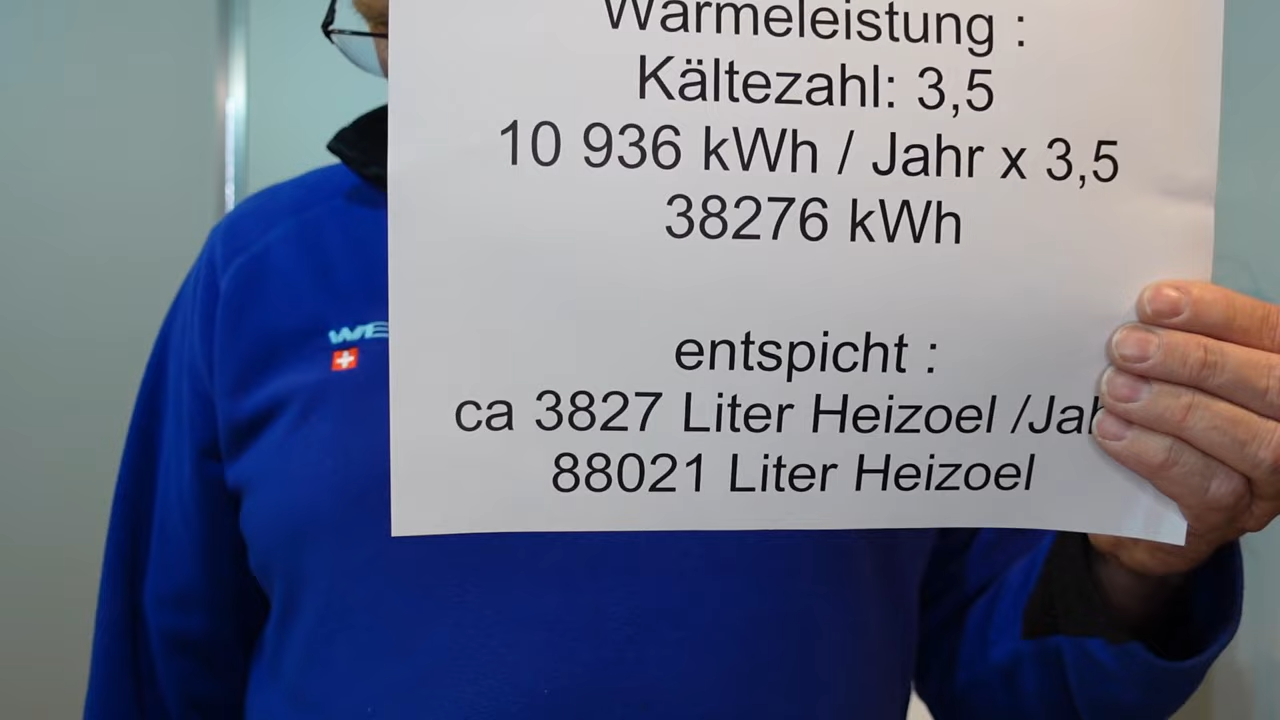 Wärmeleistung :
Kältezahl: 3,5
10 936 kWh / Jahr x 3,5
38276 kWh
entspicht :
ca 3827 Liter Heizoel /Jah
88021 Liter Heizoel
WE